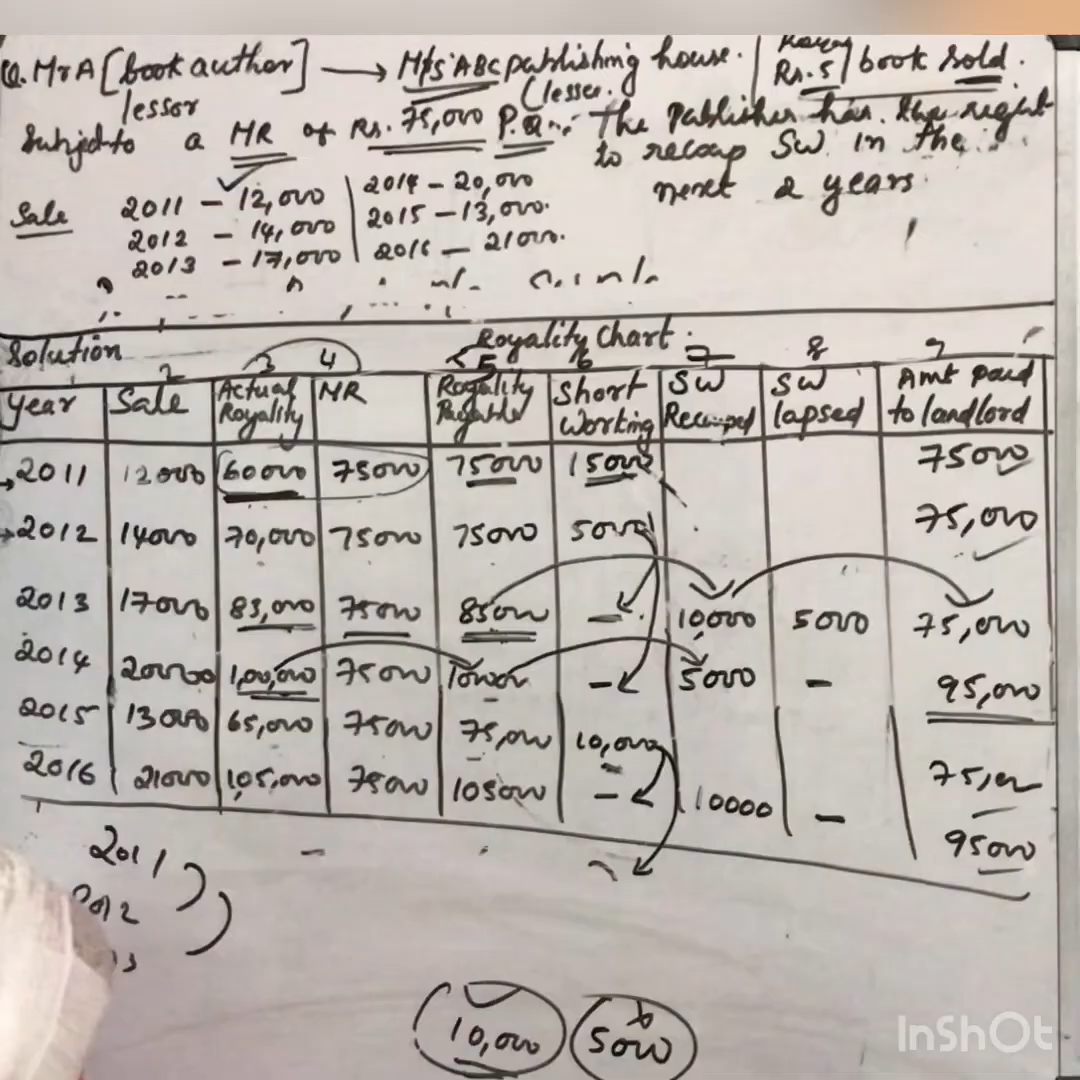 Q. Mr A [book author] → M/s ABC publishing house. Rs. 5 / book sold.
lessor (lessee.
Subjdto a MR of Rs. 75,000 P.a. The Publisher has the right
to recoup SW in the
next 2 years.
Sale 2011 - 12,000 2014 - 20,000
2012 - 14,000 2015 - 13,000.
2013 - 17,000 2016 - 21000.
Solution Royality Chart.
2 3 4 5 6 7 8 9
Year Sale Actual Royality MR Royality Payable Short Working SW Recouped SW lapsed Amt paid to landlord
2011 12000 60000 75000 75000 15000 75000
2012 14000 70,000 75000 75000 5000 75,000
2013 17000 85,000 75000 85000 - 10000 5000 75,000
2014 200000 1,00,000 75000 - 5000 - 95,000
2015 13000 65,000 75000 75,000 10,000 75,000
2016 21000 105,000 75000 105000 - 10000 - 95000
2011
2012
10,000 5000
InShOt